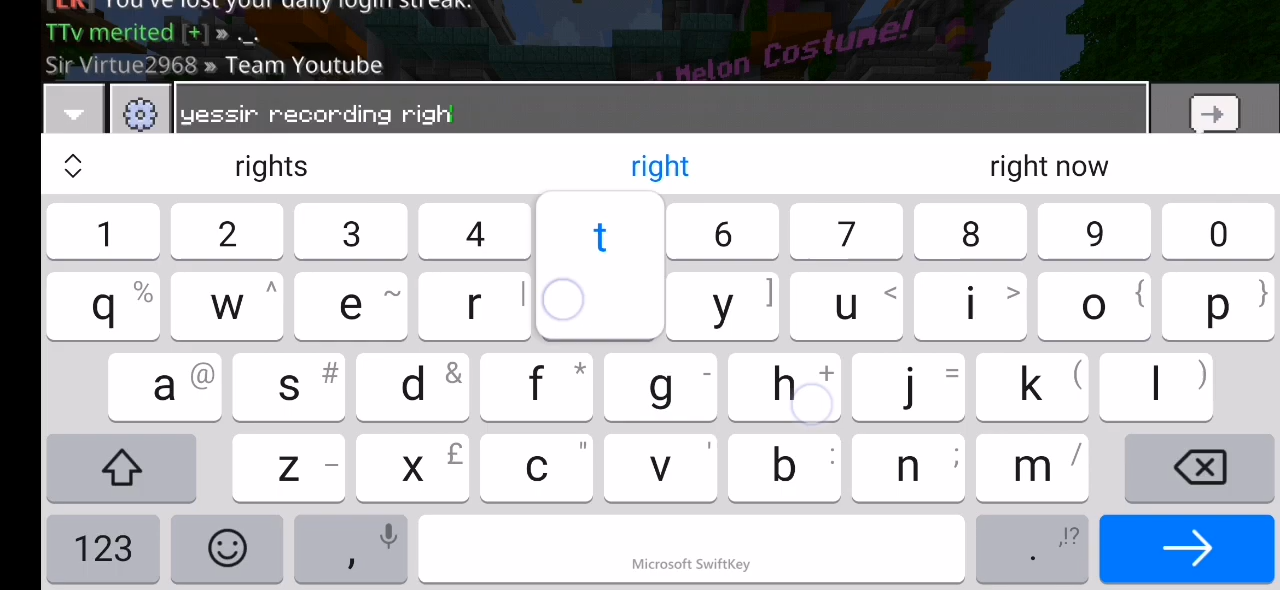 [ER] You've lost your daily login streak.
TTv merited [+] » ._.
Sir Virtue2968 » Team Youtube
Melon Costume!
yessir recording righ
rights right right now
1 2 3 4 t 6 7 8 9 0
q % w ^ e ~ r | y ] u < i > o { p }
a @ s # d & f * g - h + j = k ( l )
z _ x £ c " v ' b : n ; m /
123 , Microsoft SwiftKey . ,!?